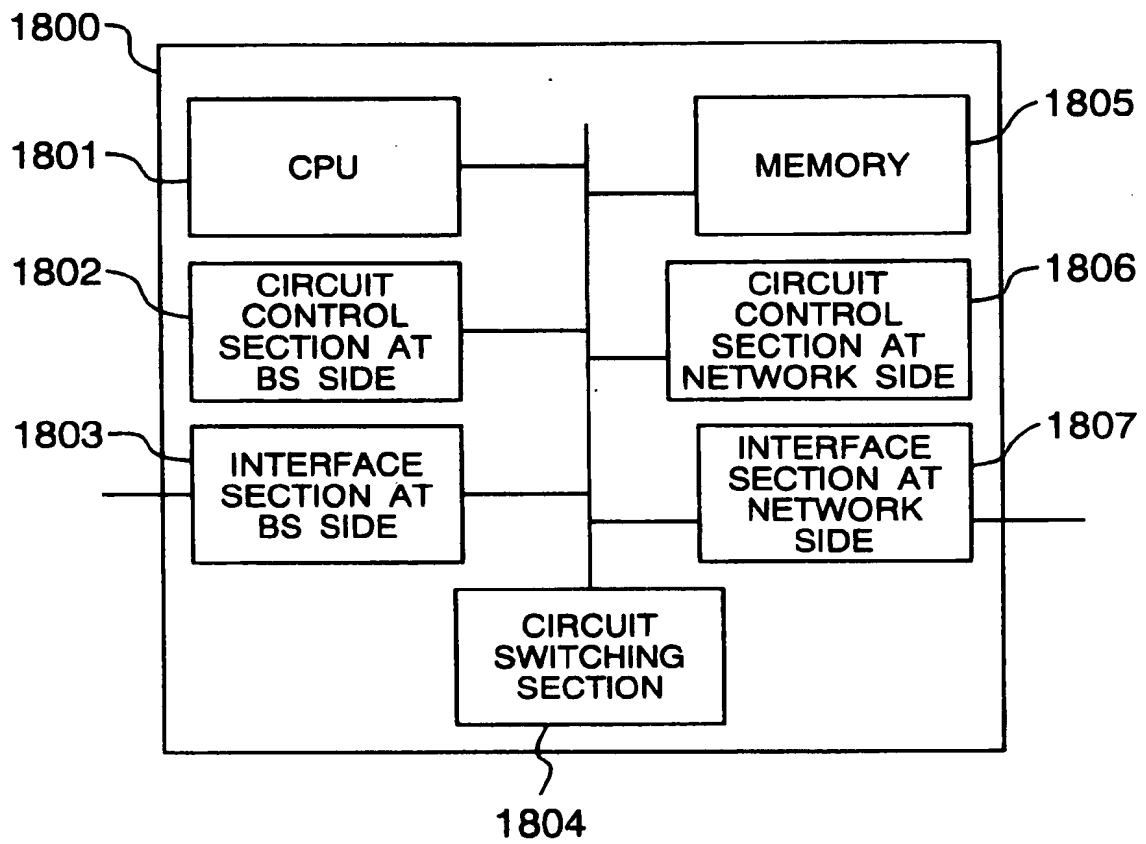 1800
1801
CPU
MEMORY
1805
1802
CIRCUIT
CONTROL
SECTION AT
BS SIDE
CIRCUIT
CONTROL
SECTION AT
NETWORK SIDE
1806
1803
INTERFACE
SECTION AT
BS SIDE
INTERFACE
SECTION AT
NETWORK
SIDE
1807
CIRCUIT
SWITCHING
SECTION
1804